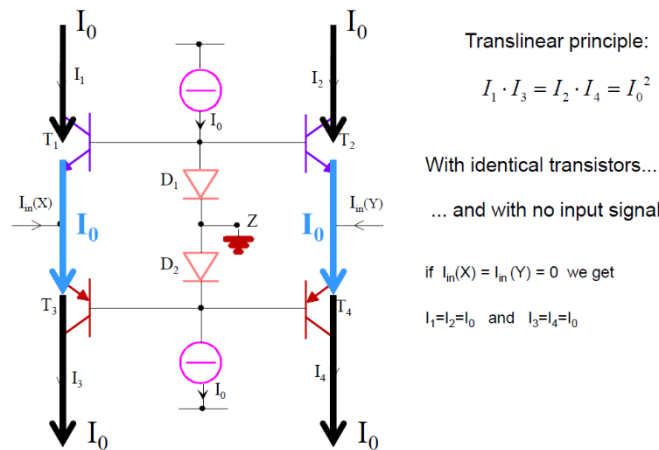 I₀ I₀
I₁ I₂
I₀
T₁ T₂
D₁
Iin(X) I₀ Z I₀ Iin(Y)
D₂
T₃ T₄
I₃ I₀ I₄
I₀ I₀
Translinear principle:
I₁ · I₃ = I₂ · I₄ = I₀²
With identical transistors...
... and with no input signal
if Iin(X) = Iin(Y) = 0 we get
I₁=I₂=I₀ and I₃=I₄=I₀